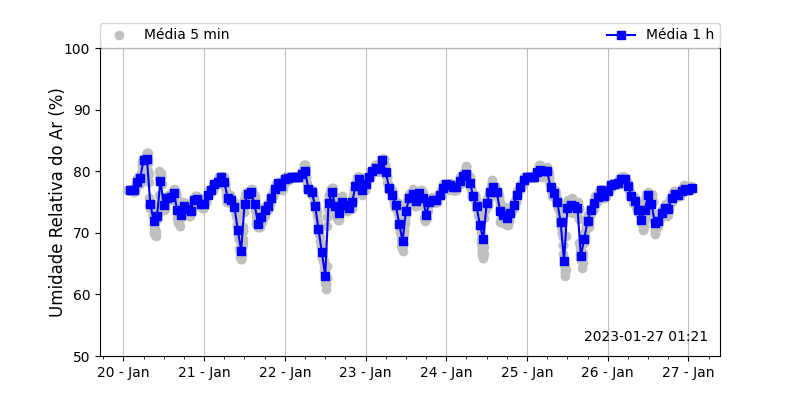 Média 5 min
Média 1 h
100
90
80
70
60
50
Umidade Relativa do Ar (%)
2023-01-27 01:21
20 - Jan
21 - Jan
22 - Jan
23 - Jan
24 - Jan
25 - Jan
26 - Jan
27 - Jan